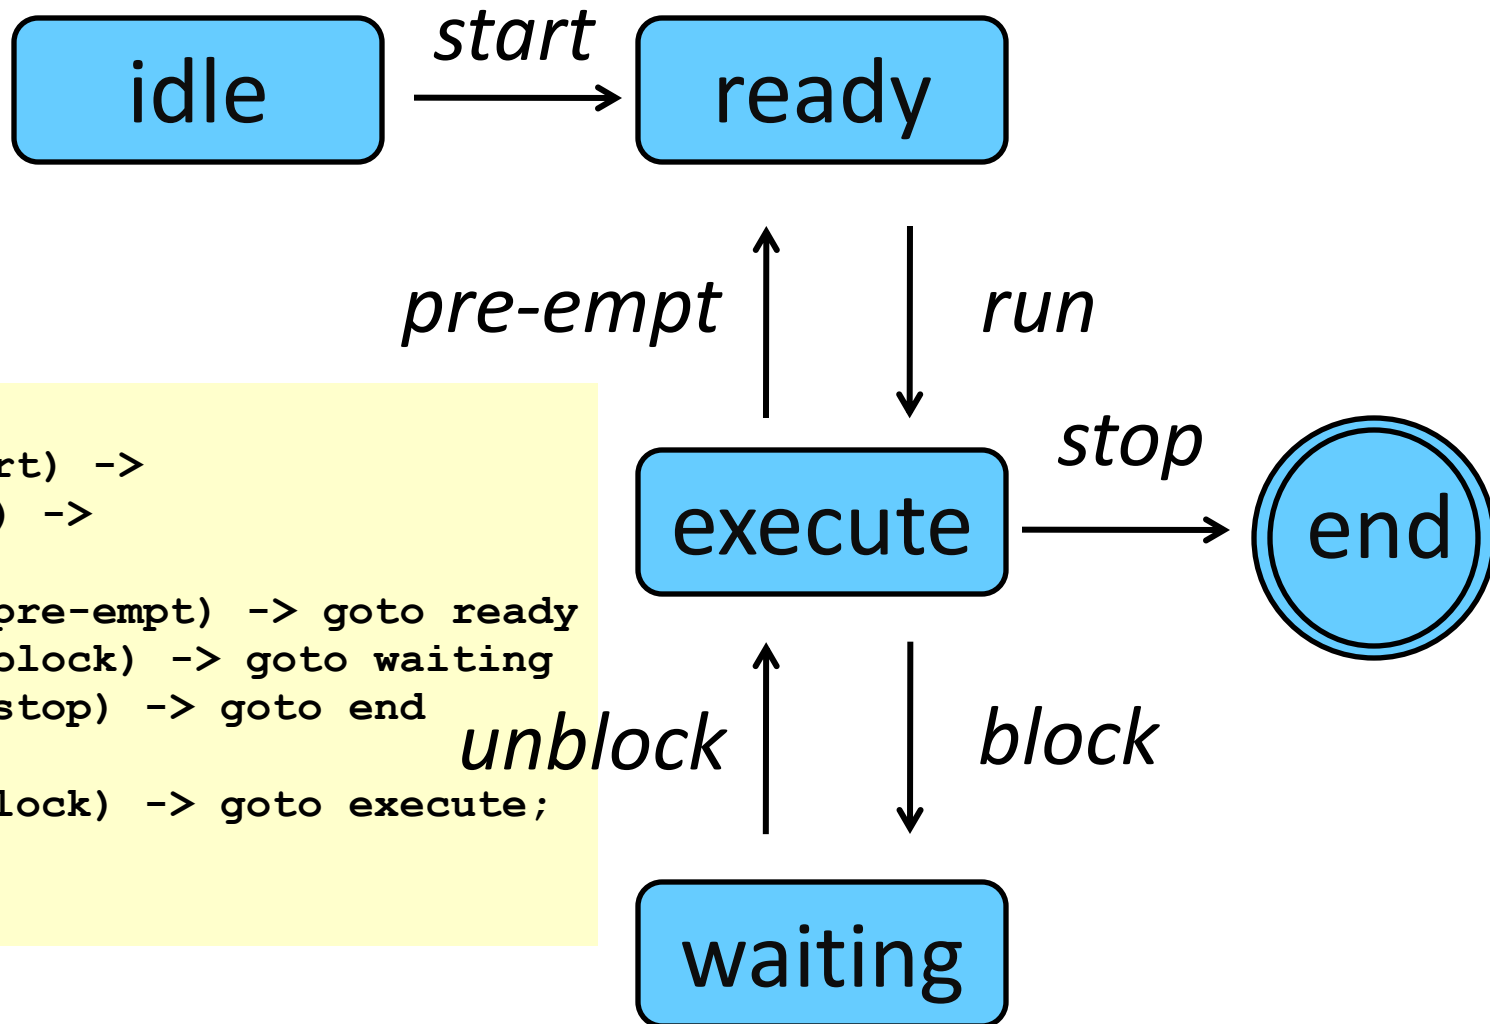 start
idle
ready
pre-empt
run
stop
rt) ->
execute
end
) ->
pre-empt) -> goto ready
block) -> goto waiting
stop) -> goto end
unblock
block
lock) -> goto execute;
waiting